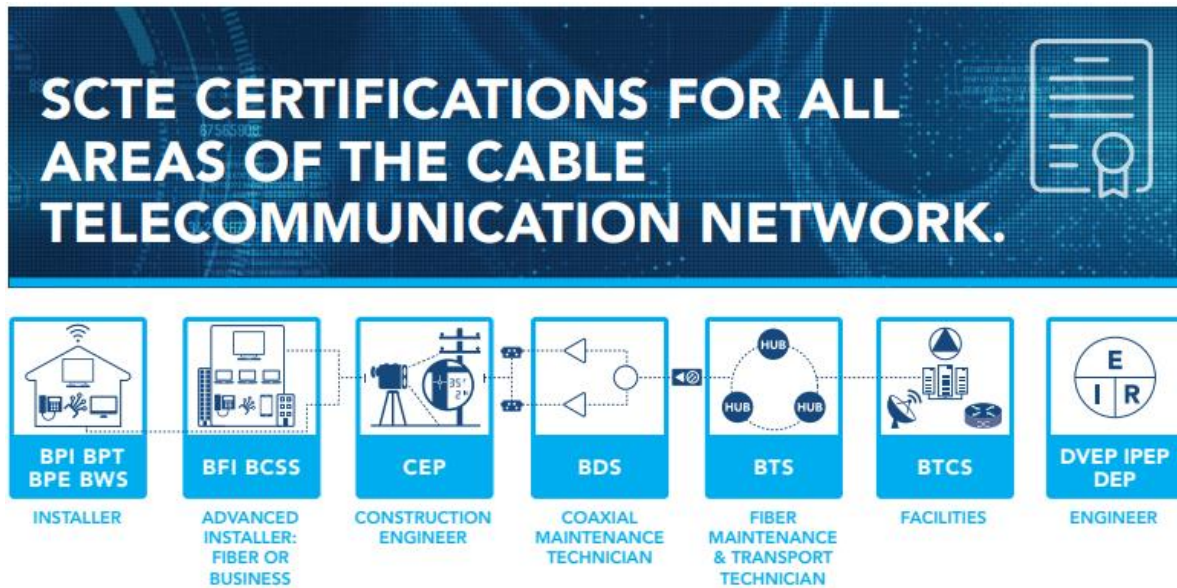 SCTE CERTIFICATIONS FOR ALL
AREAS OF THE CABLE
TELECOMMUNICATION NETWORK.
35'
2"
HUB
HUB
HUB
E
I R
BPI BPT
BPE BWS
BFI BCSS
CEP
BDS
BTS
BTCS
DVEP IPEP
DEP
INSTALLER
ADVANCED
INSTALLER:
FIBER OR
BUSINESS
CONSTRUCTION
ENGINEER
COAXIAL
MAINTENANCE
TECHNICIAN
FIBER
MAINTENANCE
& TRANSPORT
TECHNICIAN
FACILITIES
ENGINEER